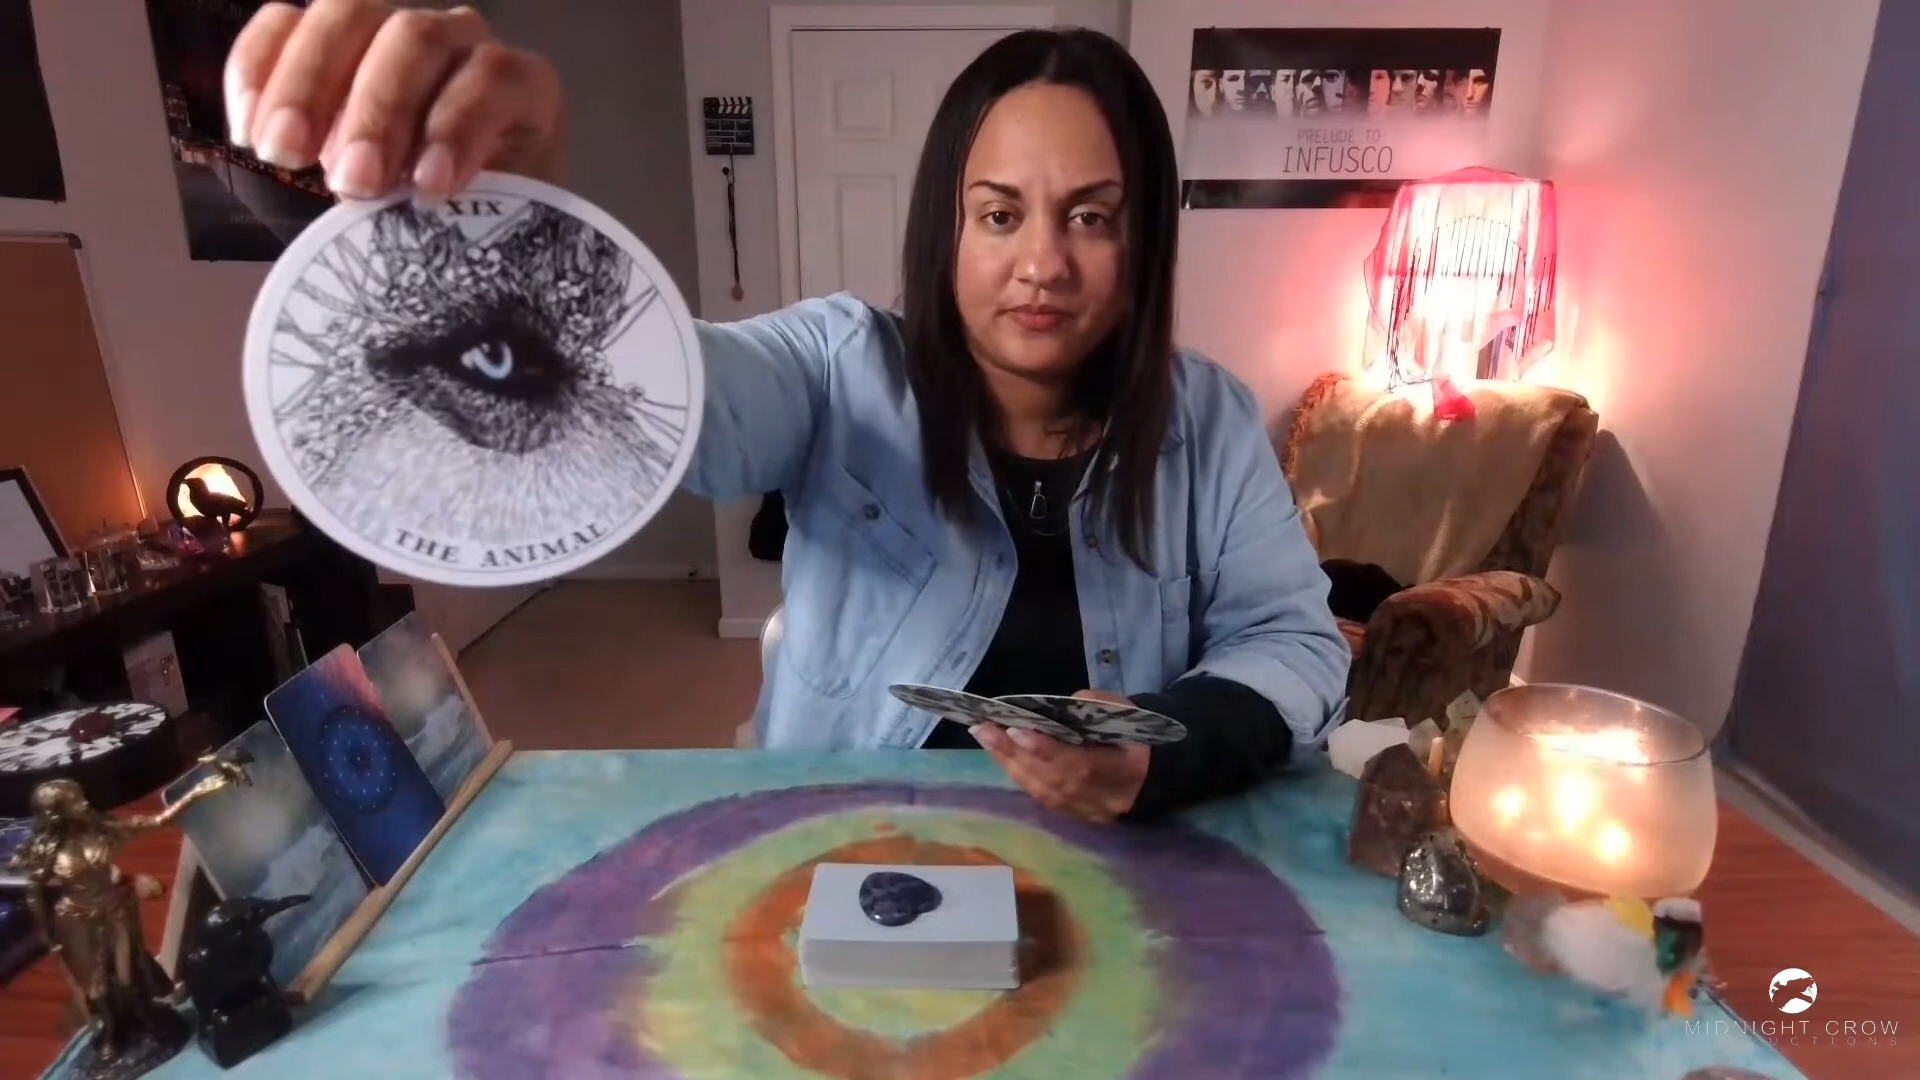 XIX
THE ANIMAL
PRELUDE TO
INFUSCO
MIDNIGHT CROW